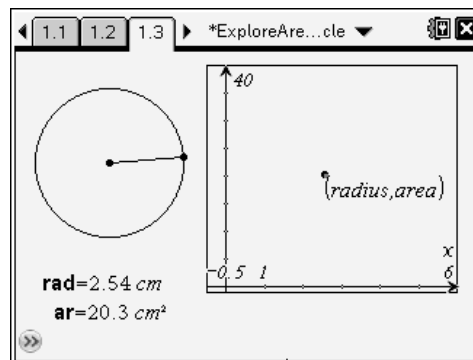 1.1 1.2 1.3 *ExploreAre...cle
40
(radius,area)
x
-0.5 1 6
rad=2.54 cm
ar=20.3 cm²